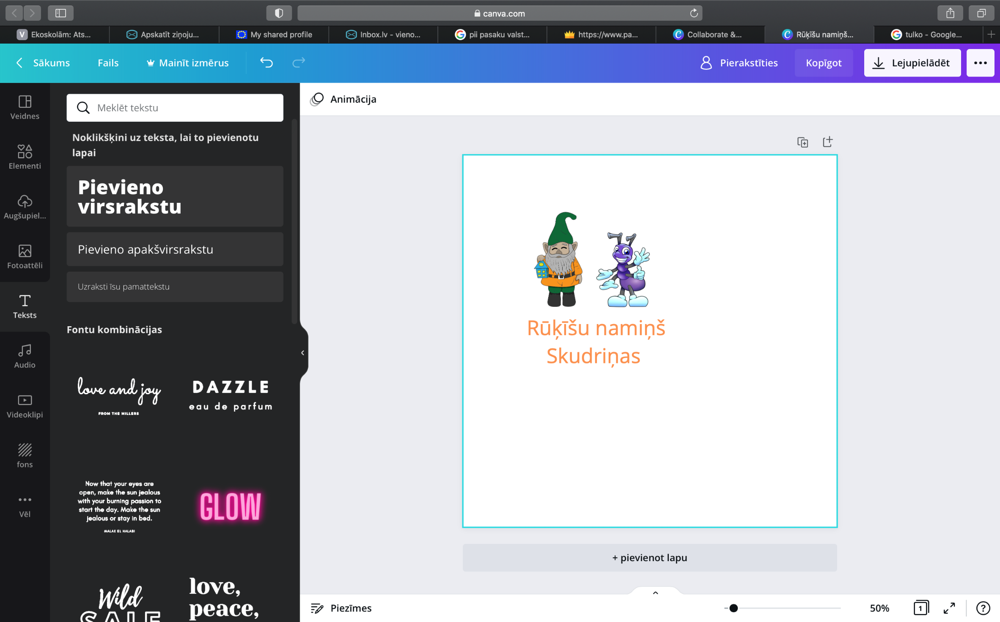 canva.com
V Ekoskolām: Ats...
Apskatīt ziņoju...
My shared profile
Inbox.lv - vieno...
pii pasaku valst...
https://www.pa...
Collaborate &...
Rūķīšu namiņš...
tulko - Google...
Sākums
Fails
Mainīt izmērus
Pierakstīties
Kopīgot
Lejupielādēt
Veidnes
Elementi
Augšupiel...
Fotoattēli
Teksts
Audio
Videoklipi
fons
Vēl
Meklēt tekstu
Noklikšķini uz teksta, lai to pievienotu
lapai
Pievieno
virsrakstu
Pievieno apakšvirsrakstu
Uzraksti īsu pamattekstu
Fontu kombinācijas
love and joy
FROM THE MILLERS
DAZZLE
eau de parfum
Now that your eyes are
open, make the sun jealous
with your burning passion to
start the day. Make the sun
jealous or stay in bed.
MALAK EL HALABI
GLOW
Wild
SALE
love,
peace,
Animācija
Rūķīšu namiņš
Skudriņas
+ pievienot lapu
Piezīmes
50%
1
?